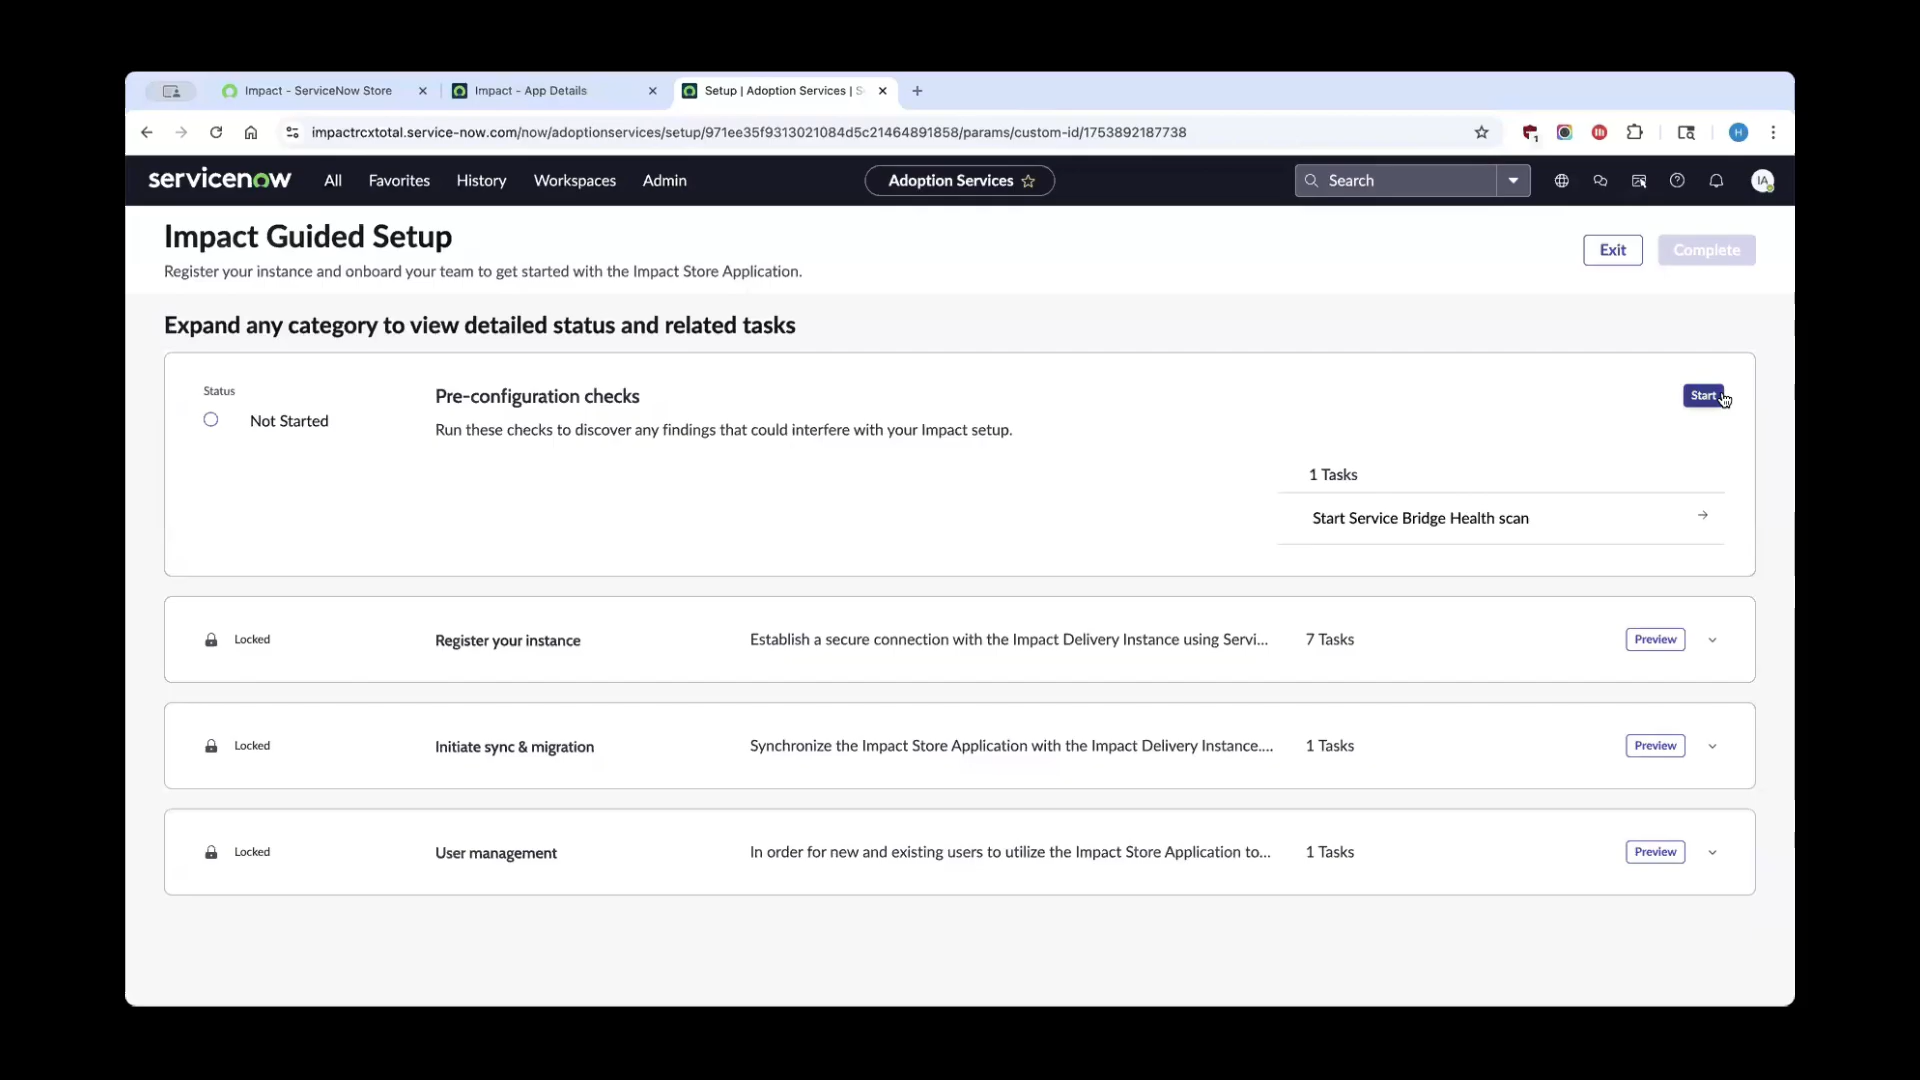 Impact - ServiceNow Store
Impact - App Details
Setup | Adoption Services | S
impactrcxtotal.service-now.com/now/adoptionservices/setup/971ee35f9313021084d5c21464891858/params/custom-id/1753892187738
H
servicenow
All
Favorites
History
Workspaces
Admin
Adoption Services
Search
IA
Impact Guided Setup
Register your instance and onboard your team to get started with the Impact Store Application.
Exit
Complete
Expand any category to view detailed status and related tasks
Status
Not Started
Pre-configuration checks
Run these checks to discover any findings that could interfere with your Impact setup.
Start
1 Tasks
Start Service Bridge Health scan
Locked
Register your instance
Establish a secure connection with the Impact Delivery Instance using Servi...
7 Tasks
Preview
Locked
Initiate sync & migration
Synchronize the Impact Store Application with the Impact Delivery Instance....
1 Tasks
Preview
Locked
User management
In order for new and existing users to utilize the Impact Store Application to...
1 Tasks
Preview